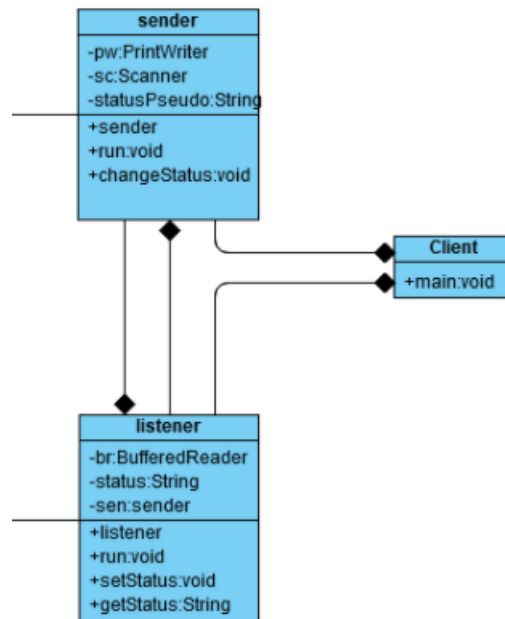 sender
-pw:PrintWriter
-sc:Scanner
-statusPseudo:String
+sender
+run:void
+changeStatus:void
Client
+main:void
listener
-br:BufferedReader
-status:String
-sen:sender
+listener
+run:void
+setStatus:void
+getStatus:String